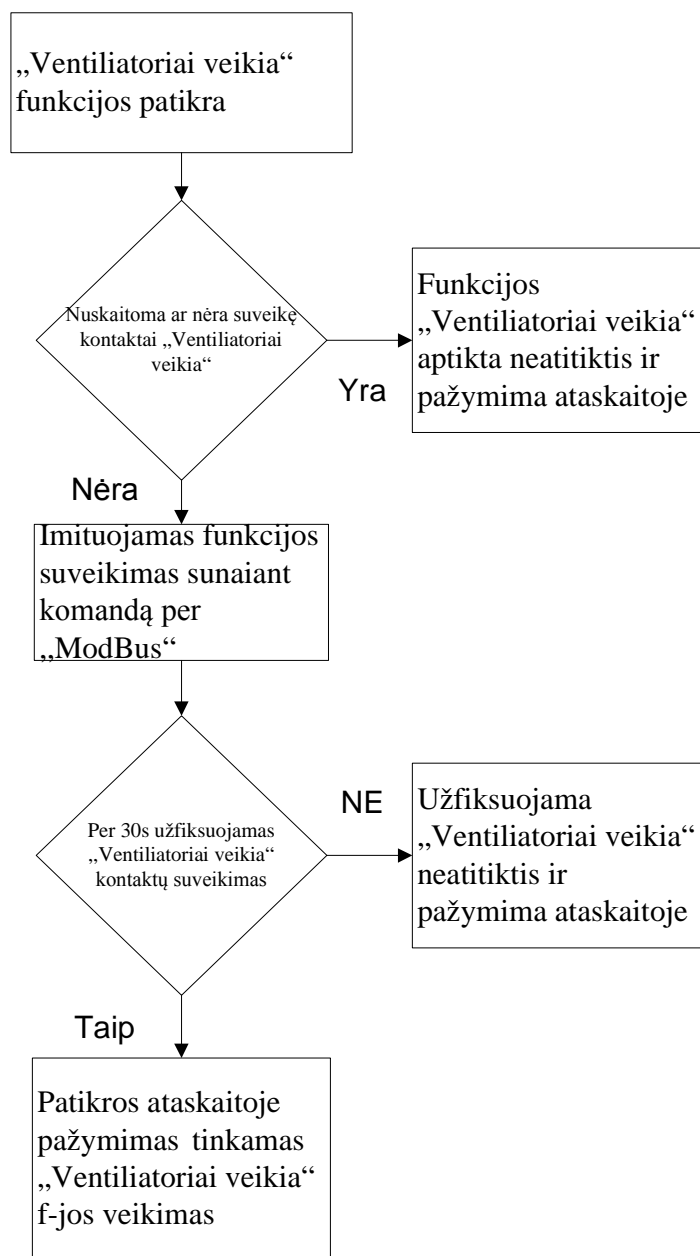 „Ventiliatoriai veikia“
funkcijos patikra
Nuskaitoma ar nėra suveikę
kontaktai „Ventiliatoriai
veikia“
Yra
Funkcijos
„Ventiliatoriai veikia“
aptikta neatitiktis ir
pažymima ataskaitoje
Nėra
Imituojamas funkcijos
suveikimas sunaiant
komandą per
„ModBus“
Per 30s užfiksuojamas
„Ventiliatoriai veikia“
kontaktų suveikimas
NE
Užfiksuojama
„Ventiliatoriai veikia“
neatitiktis ir
pažymima ataskaitoje
Taip
Patikros ataskaitoje
pažymimas tinkamas
„Ventiliatoriai veikia“
f-jos veikimas